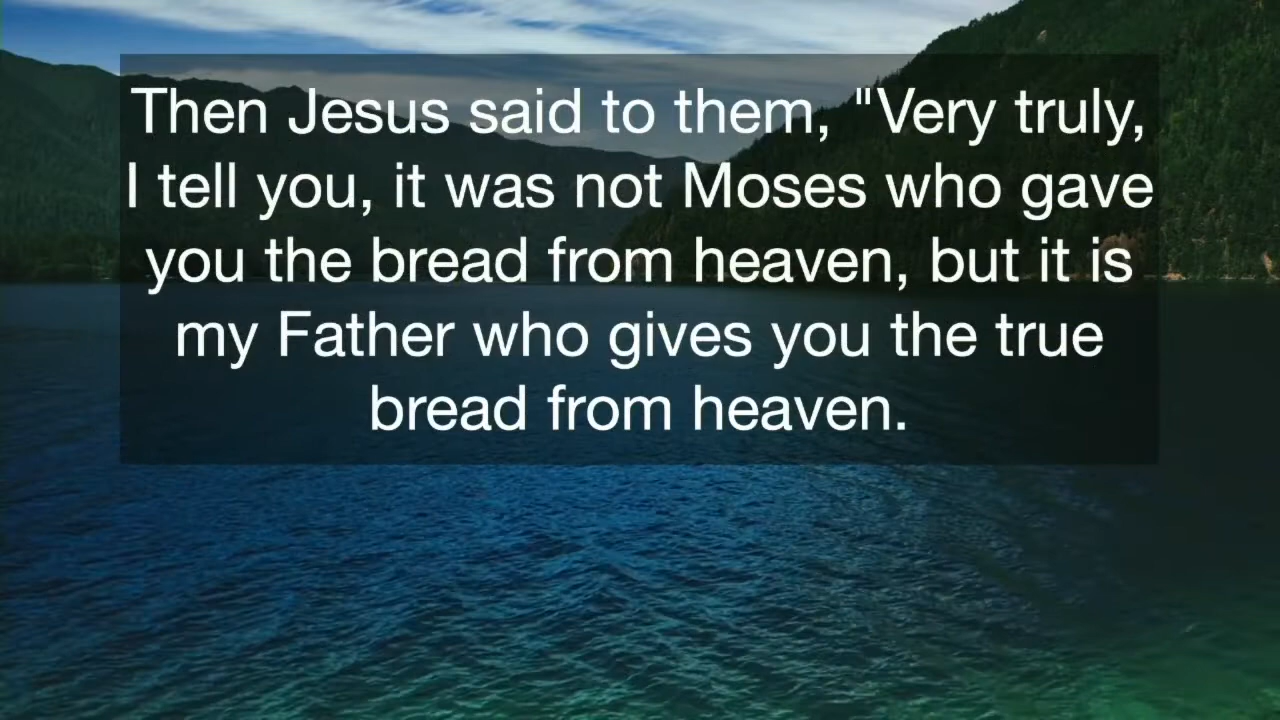 Then Jesus said to them, "Very truly,
I tell you, it was not Moses who gave
you the bread from heaven, but it is
my Father who gives you the true
bread from heaven.